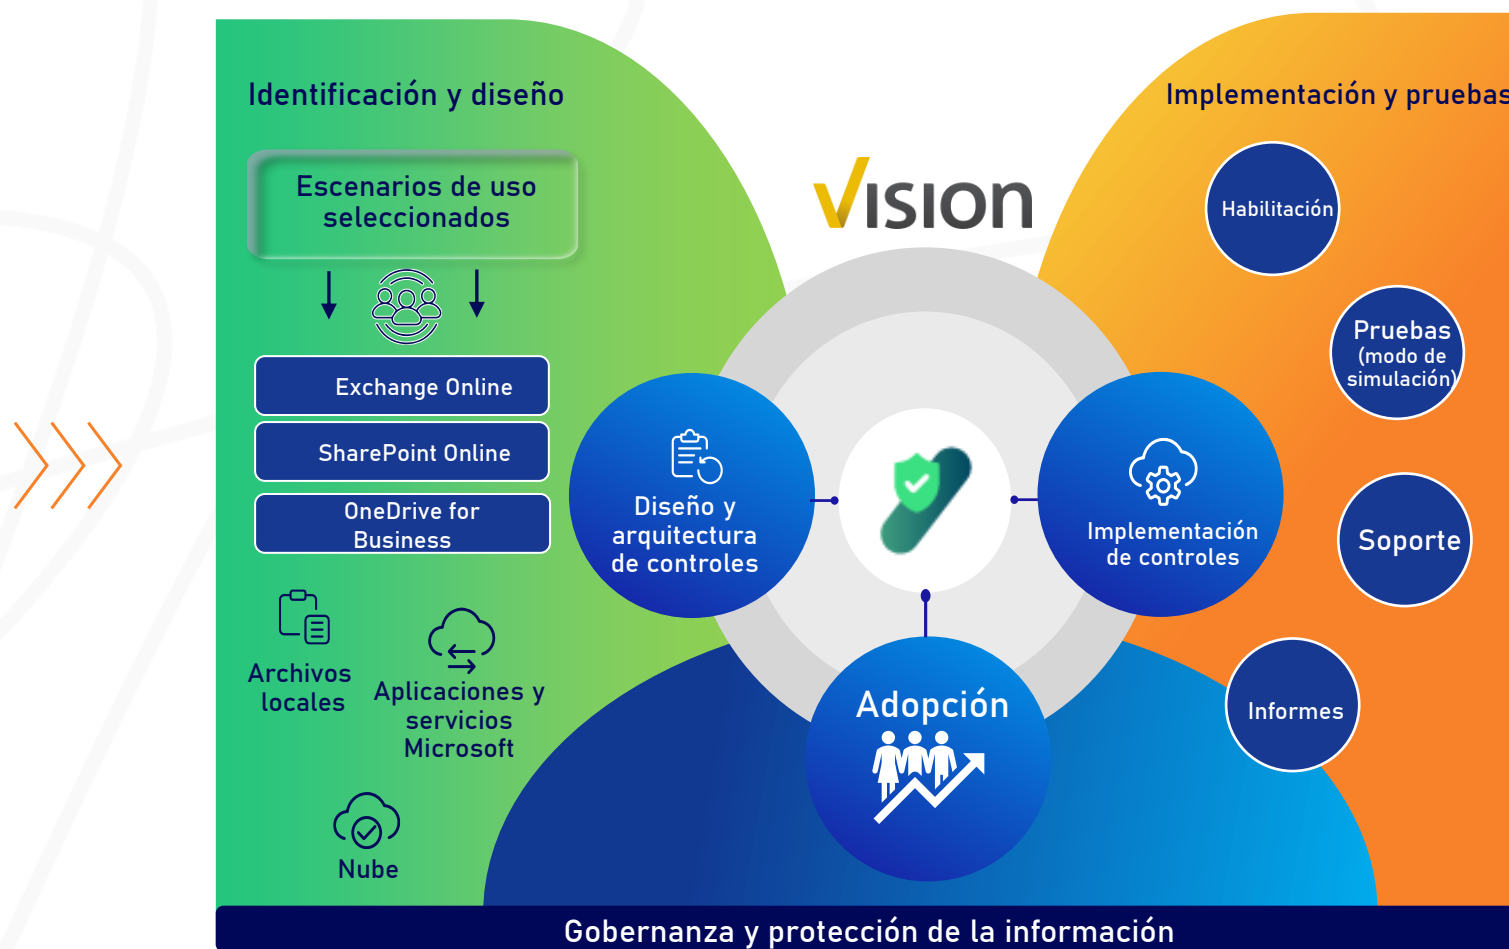 Identificación y diseño
Escenarios de uso
seleccionados
Exchange Online
SharePoint Online
OneDrive for
Business
Archivos
locales
Aplicaciones y
servicios
Microsoft
Nube
Vision
Diseño y
arquitectura
de controles
Implementación
de controles
Adopción
Implementación y pruebas
Habilitación
Pruebas
(modo de
simulación)
Soporte
Informes
Gobernanza y protección de la información